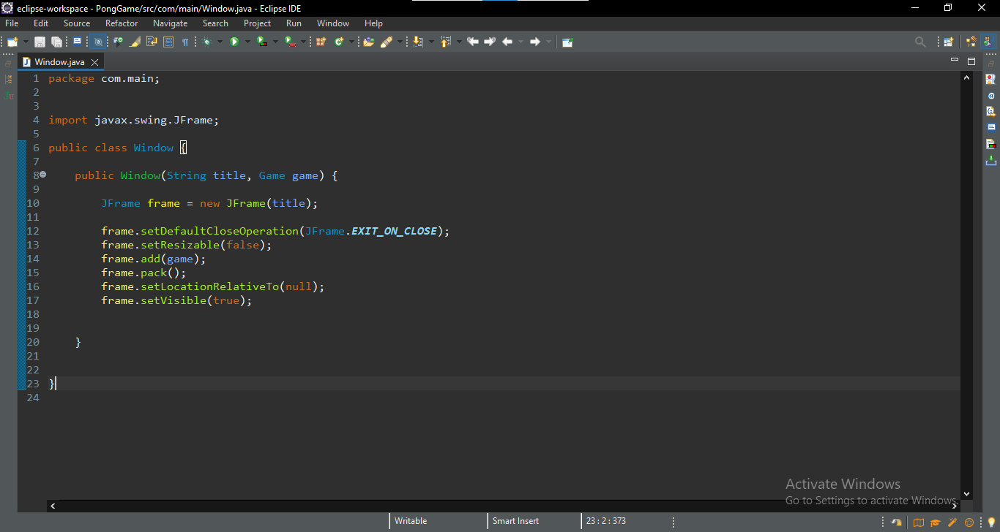 eclipse-workspace - PongGame/src/com/main/Window.java - Eclipse IDE
File Edit Source Refactor Navigate Search Project Run Window Help
Window.java
1 package com.main;
2
3
4 import javax.swing.JFrame;
5
6 public class Window {
7
8 public Window(String title, Game game) {
9
10 JFrame frame = new JFrame(title);
11
12 frame.setDefaultCloseOperation(JFrame.EXIT_ON_CLOSE);
13 frame.setResizable(false);
14 frame.add(game);
15 frame.pack();
16 frame.setLocationRelativeTo(null);
17 frame.setVisible(true);
18
19
20 }
21
22
23 }
24
Activate Windows
Go to Settings to activate Windows.
Writable Smart Insert 23 : 2 : 373